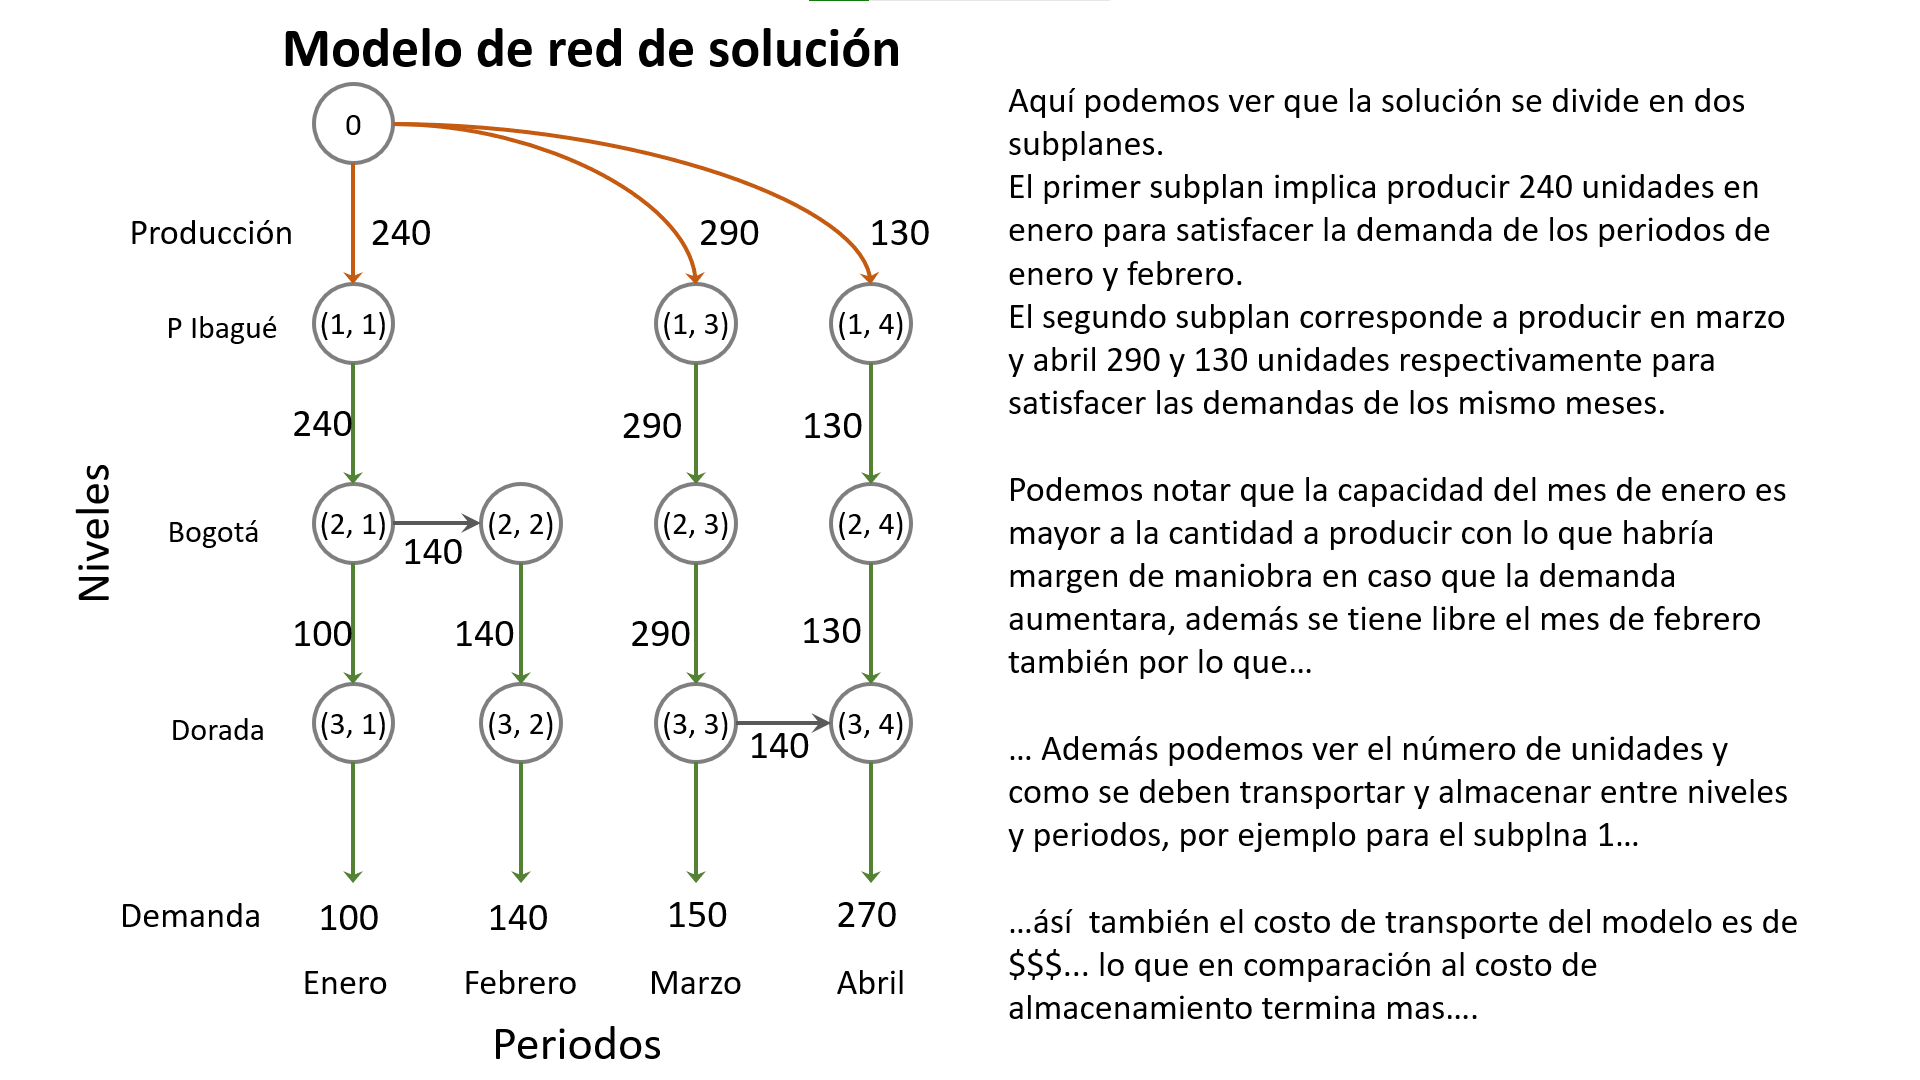 Modelo de red de solución
0
Producción
240
290
130
P Ibagué
(1, 1)
(1, 3)
(1, 4)
240
290
130
Niveles
Bogotá
(2, 1)
(2, 2)
(2, 3)
(2, 4)
140
100
140
290
130
Dorada
(3, 1)
(3, 2)
(3, 3)
(3, 4)
140
Demanda
100
140
150
270
Enero
Febrero
Marzo
Abril
Periodos
Aquí podemos ver que la solución se divide en dos
subplanes.
El primer subplan implica producir 240 unidades en
enero para satisfacer la demanda de los periodos de
enero y febrero.
El segundo subplan corresponde a producir en marzo
y abril 290 y 130 unidades respectivamente para
satisfacer las demandas de los mismo meses.
Podemos notar que la capacidad del mes de enero es
mayor a la cantidad a producir con lo que habría
margen de maniobra en caso que la demanda
aumentara, además se tiene libre el mes de febrero
también por lo que…
… Además podemos ver el número de unidades y
como se deben transportar y almacenar entre niveles
y periodos, por ejemplo para el subplna 1…
…ásí  también el costo de transporte del modelo es de
$$$... lo que en comparación al costo de
almacenamiento termina mas….